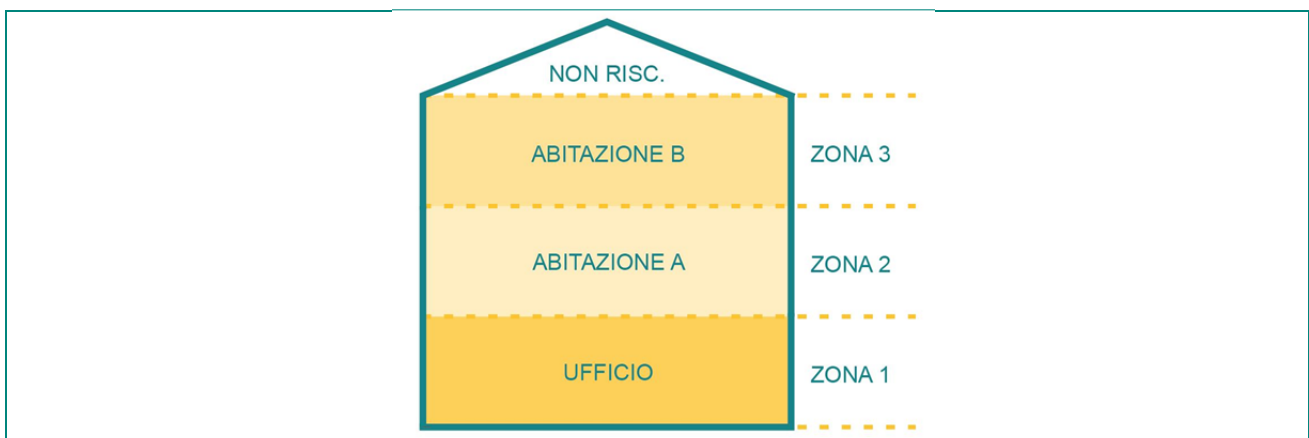 NON RISC.
ABITAZIONE B
ZONA 3
ABITAZIONE A
ZONA 2
UFFICIO
ZONA 1